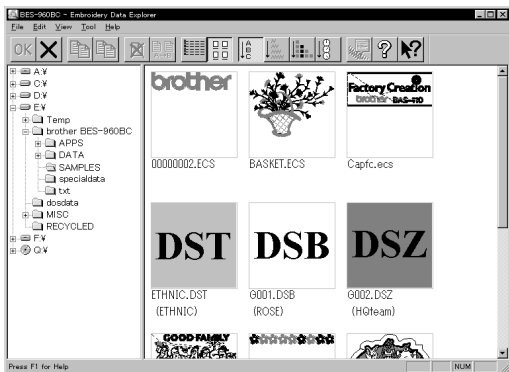 BES-960BC - Embroidery Data Explorer
File Edit View Tool Help
OK
A:¥
C:¥
D:¥
E:¥
Temp
brother BES-960BC
APPS
DATA
SAMPLES
specialdata
txt
dosdata
MISC
RECYCLED
F:¥
Q:¥
brother
00000002.ECS
BASKET.ECS
Factory Creation
brother BAS-410
Capfc.ecs
DST
ETHNIC.DST
(ETHNIC)
DSB
G001.DSB
(ROSE)
DSZ
G002.DSZ
(HQteam)
GOOD FAMILY
Press F1 for Help
NUM